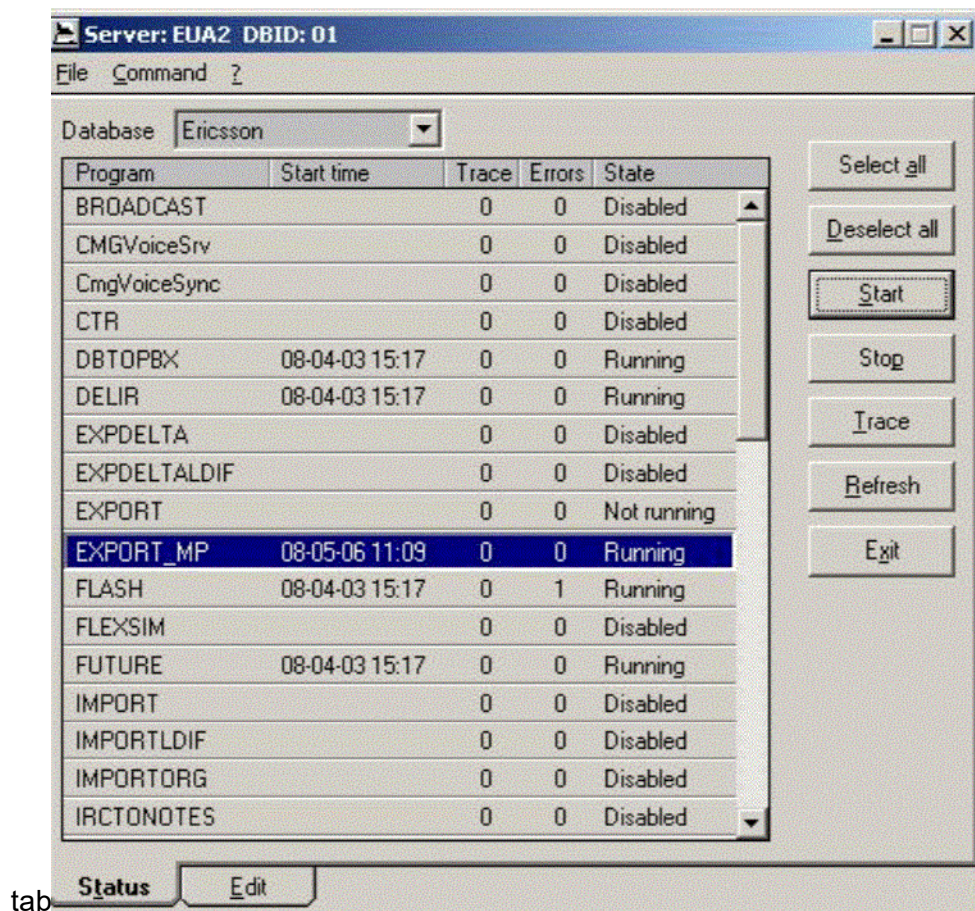 Server: EUA2 DBID: 01
File Command ?
Database Ericsson
Program Start time Trace Errors State
BROADCAST 0 0 Disabled
CMGVoiceSrv 0 0 Disabled
CmgVoiceSync 0 0 Disabled
CTR 0 0 Disabled
DBTOPBX 08-04-03 15:17 0 0 Running
DELIR 08-04-03 15:17 0 0 Running
EXPDELTA 0 0 Disabled
EXPDELTALDIF 0 0 Disabled
EXPORT 0 0 Not running
EXPORT_MP 08-05-06 11:09 0 0 Running
FLASH 08-04-03 15:17 0 1 Running
FLEXSIM 0 0 Disabled
FUTURE 08-04-03 15:17 0 0 Running
IMPORT 0 0 Disabled
IMPORTLDIF 0 0 Disabled
IMPORTORG 0 0 Disabled
IRCTONOTES 0 0 Disabled
Select all
Deselect all
Start
Stop
Trace
Refresh
Exit
tab Status Edit